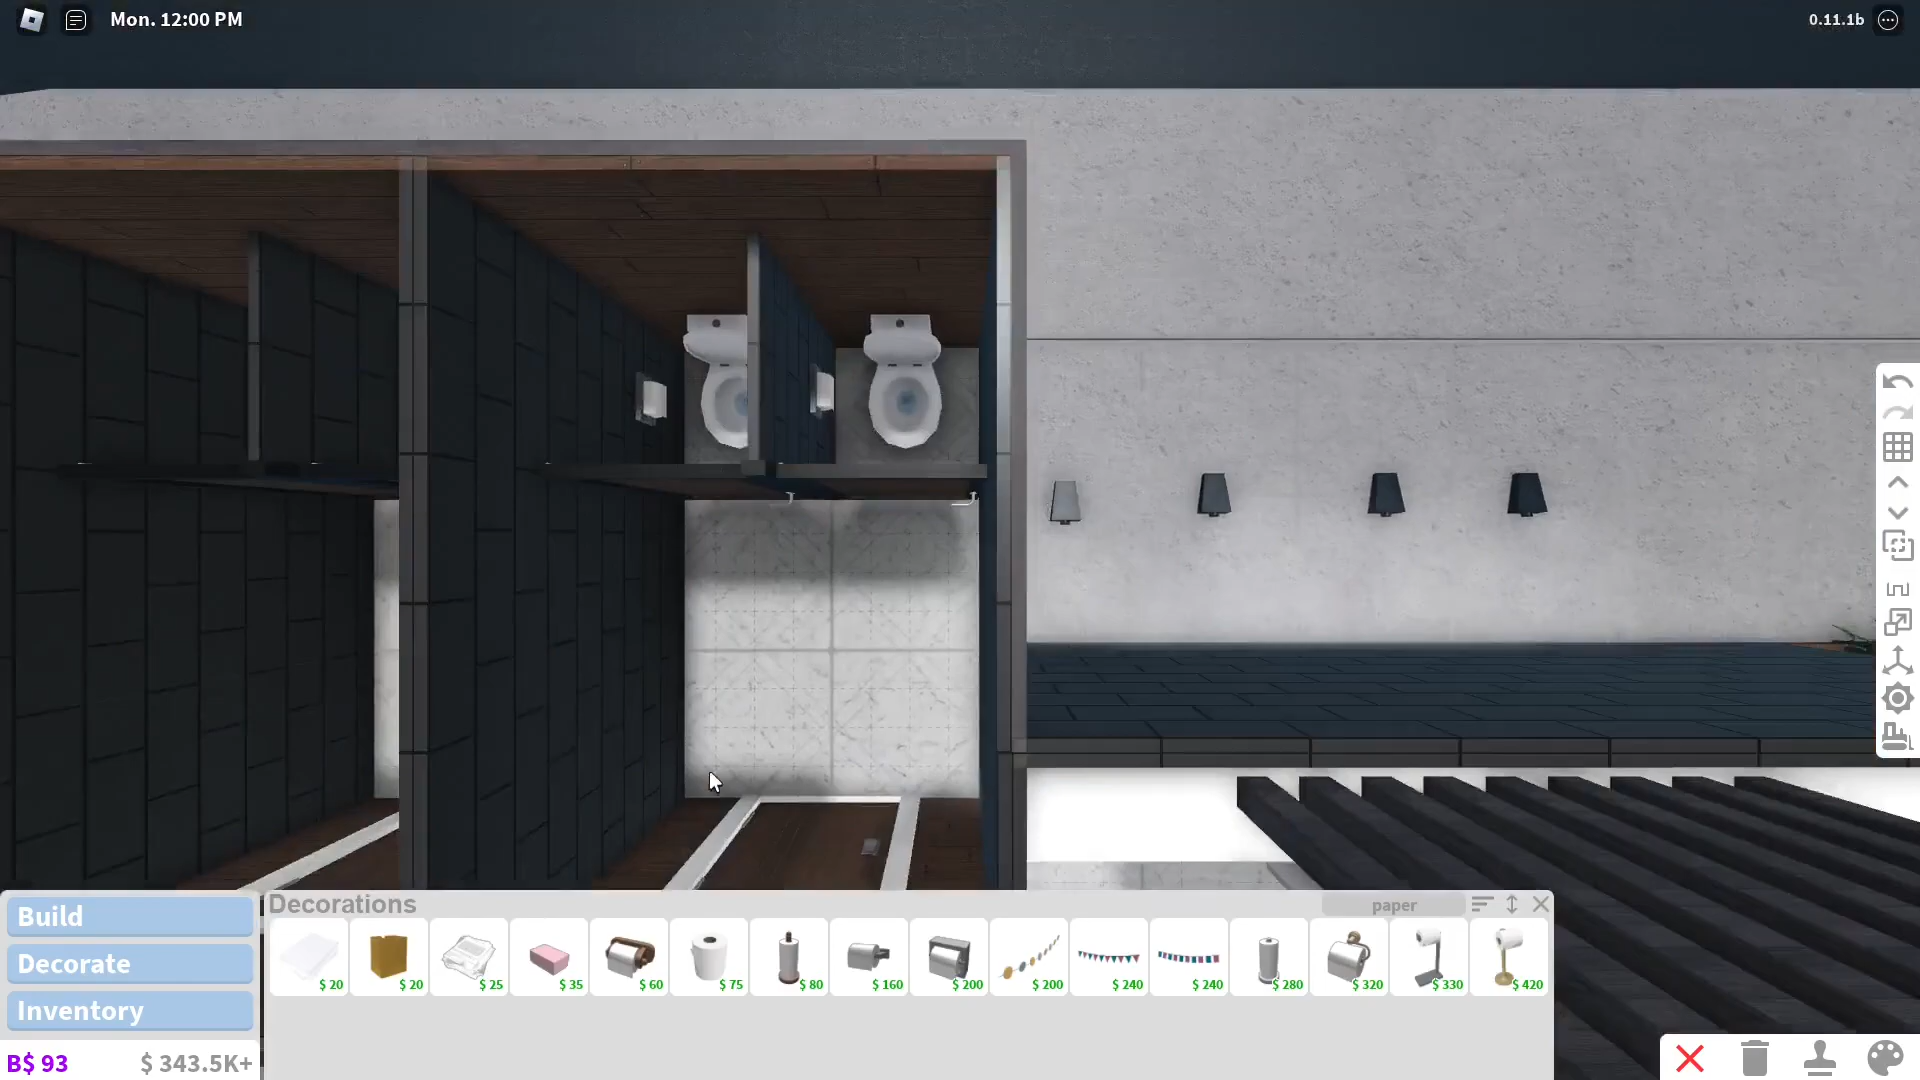 Mon. 12:00 PM
0.11.1b
Build
Decorate
Inventory
B$ 93
$ 343.5K+
Decorations
paper
$ 20
$ 20
$ 25
$ 35
$ 60
$ 75
$ 80
$ 160
$ 200
$ 200
$ 240
$ 240
$ 280
$ 320
$ 330
$ 420